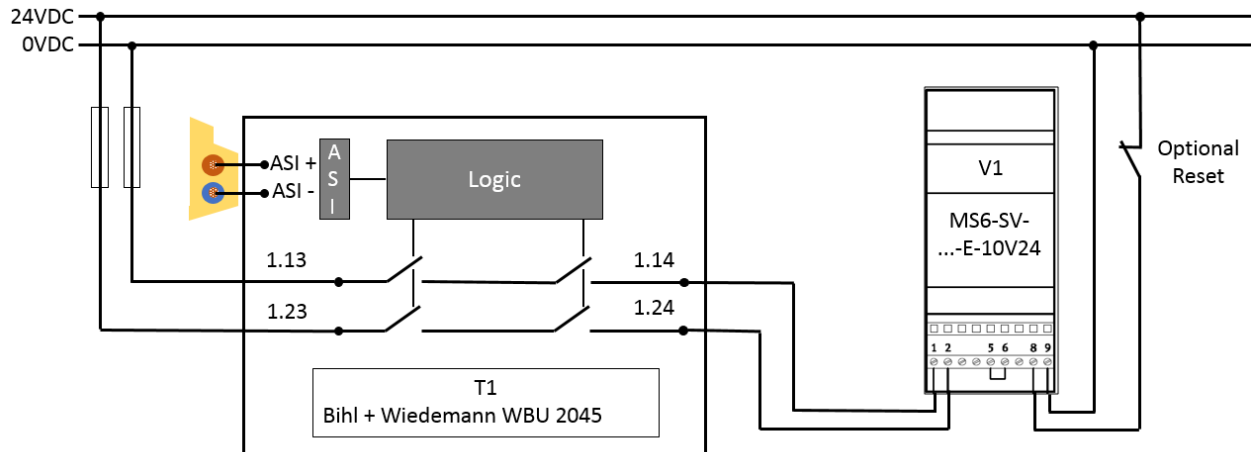 24VDC
0VDC
ASI +
ASI -
A
S
I
Logic
V1
Optional
Reset
MS6-SV-
...-E-10V24
1.13
1.14
1.23
1.24
1 2 5 6 8 9
T1
Bihl + Wiedemann WBU 2045